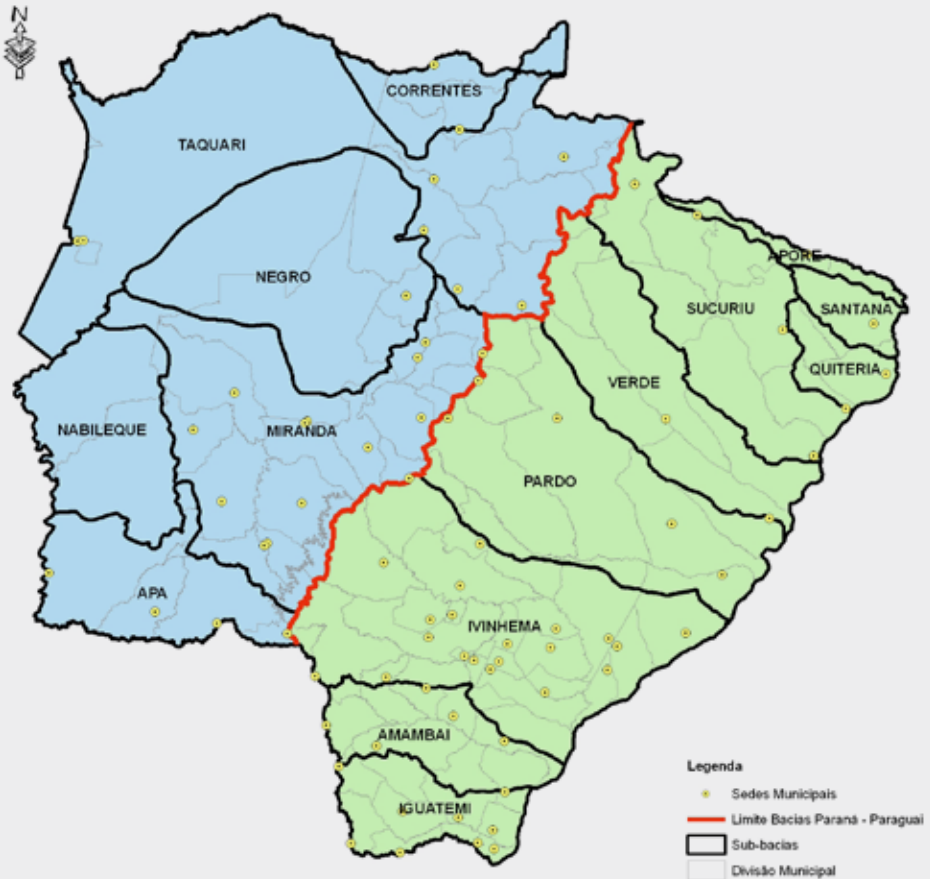 N
CORRENTES
TAQUARI
NEGRO
APORE
SUCURIU
SANTANA
QUITERIA
VERDE
NABILEQUE
MIRANDA
PARDO
APA
IVINHEMA
AMAMBAI
IGUATEMI
Legenda
Sedes Municipais
Limite Bacias Paraná - Paraguai
Sub-bacias
Divisão Municipal